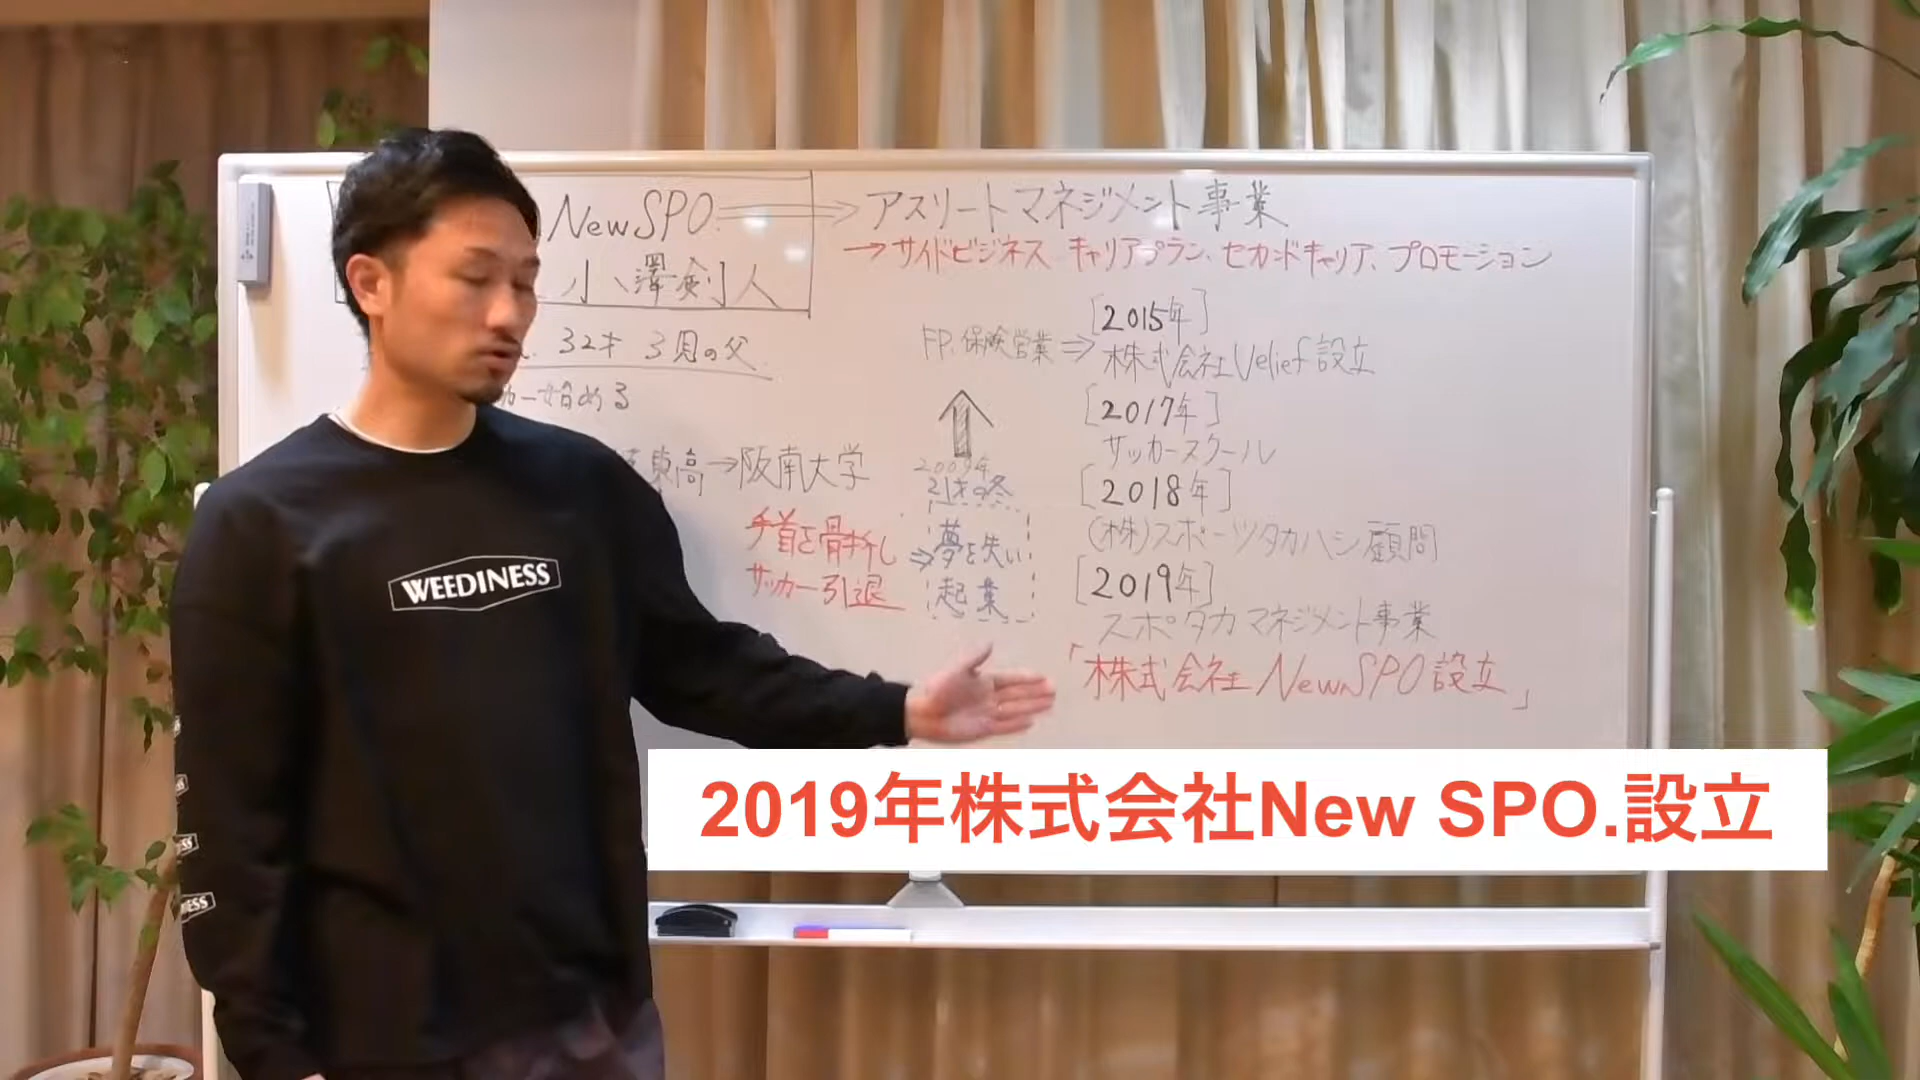 NewSPO. ⇒ アスリートマネジメント事業
→サイドビジネス キャリアプラン、セカンドキャリア、プロモーション
小澤剣人
32才 3児の父
カー始める
東高→阪南大学
手首を骨折し
サッカー引退
⇒夢を失い
起業
2009年
21才の冬
FP.保険営業⇒
[2015年]
株式会社Velief設立
[2017年]
サッカースクール
[2018年]
(株)スポーツタカハシ顧問
[2019年]
スポタカマネジメント事業
「株式会社NewSPO設立」
WEEDINESS
2019年株式会社New SPO.設立